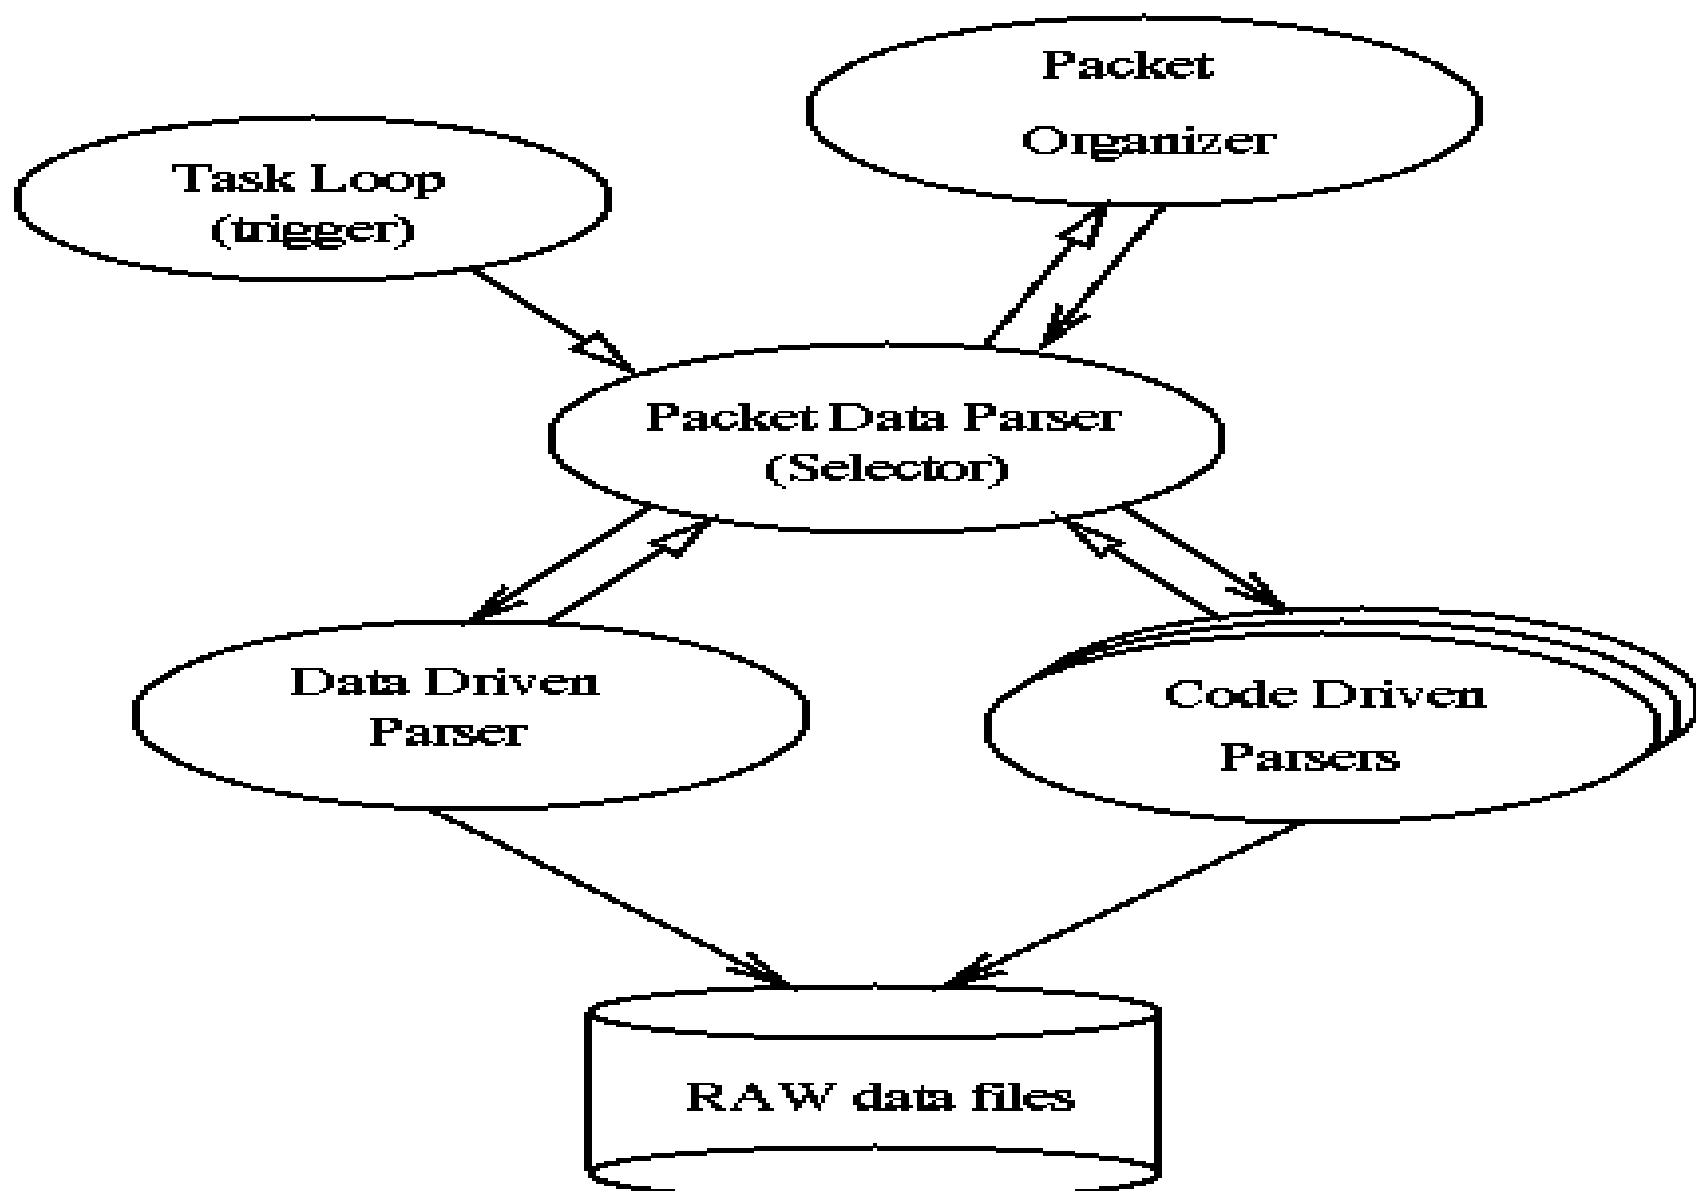 Packet
Organizer
Task Loop
(trigger)
Packet Data Parser
(Selector)
Data Driven
Parser
Code Driven
Parsers
RAW data files